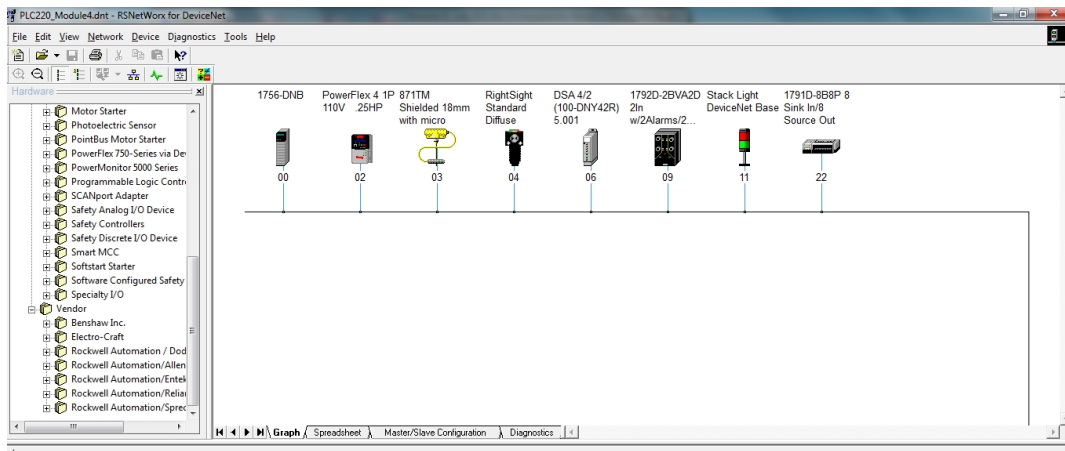 PLC220_Module4.dnt - RSNetWorx for DeviceNet
File Edit View Network Device Diagnostics Tools Help
Hardware
Motor Starter
Photoelectric Sensor
PointBus Motor Starter
PowerFlex 750-Series via De
PowerMonitor 5000 Series
Programmable Logic Contr
SCANport Adapter
Safety Analog I/O Device
Safety Controllers
Safety Discrete I/O Device
Smart MCC
Softstart Starter
Software Configured Safety
Specialty I/O
Vendor
Benshaw Inc.
Electro-Craft
Rockwell Automation / Dod
Rockwell Automation/Allen
Rockwell Automation/Entek
Rockwell Automation/Relia
Rockwell Automation/Sprec
1756-DNB
PowerFlex 4 1P
110V .25HP
871TM
Shielded 18mm
with micro
RightSight
Standard
Diffuse
DSA 4/2
(100-DNY42R)
5.001
1792D-2BVA2D
2In
w/2Alarms/2...
Stack Light
DeviceNet Base
1791D-8B8P 8
Sink In/8
Source Out
00 02 03 04 06 09 11 22
Graph Spreadsheet Master/Slave Configuration Diagnostics